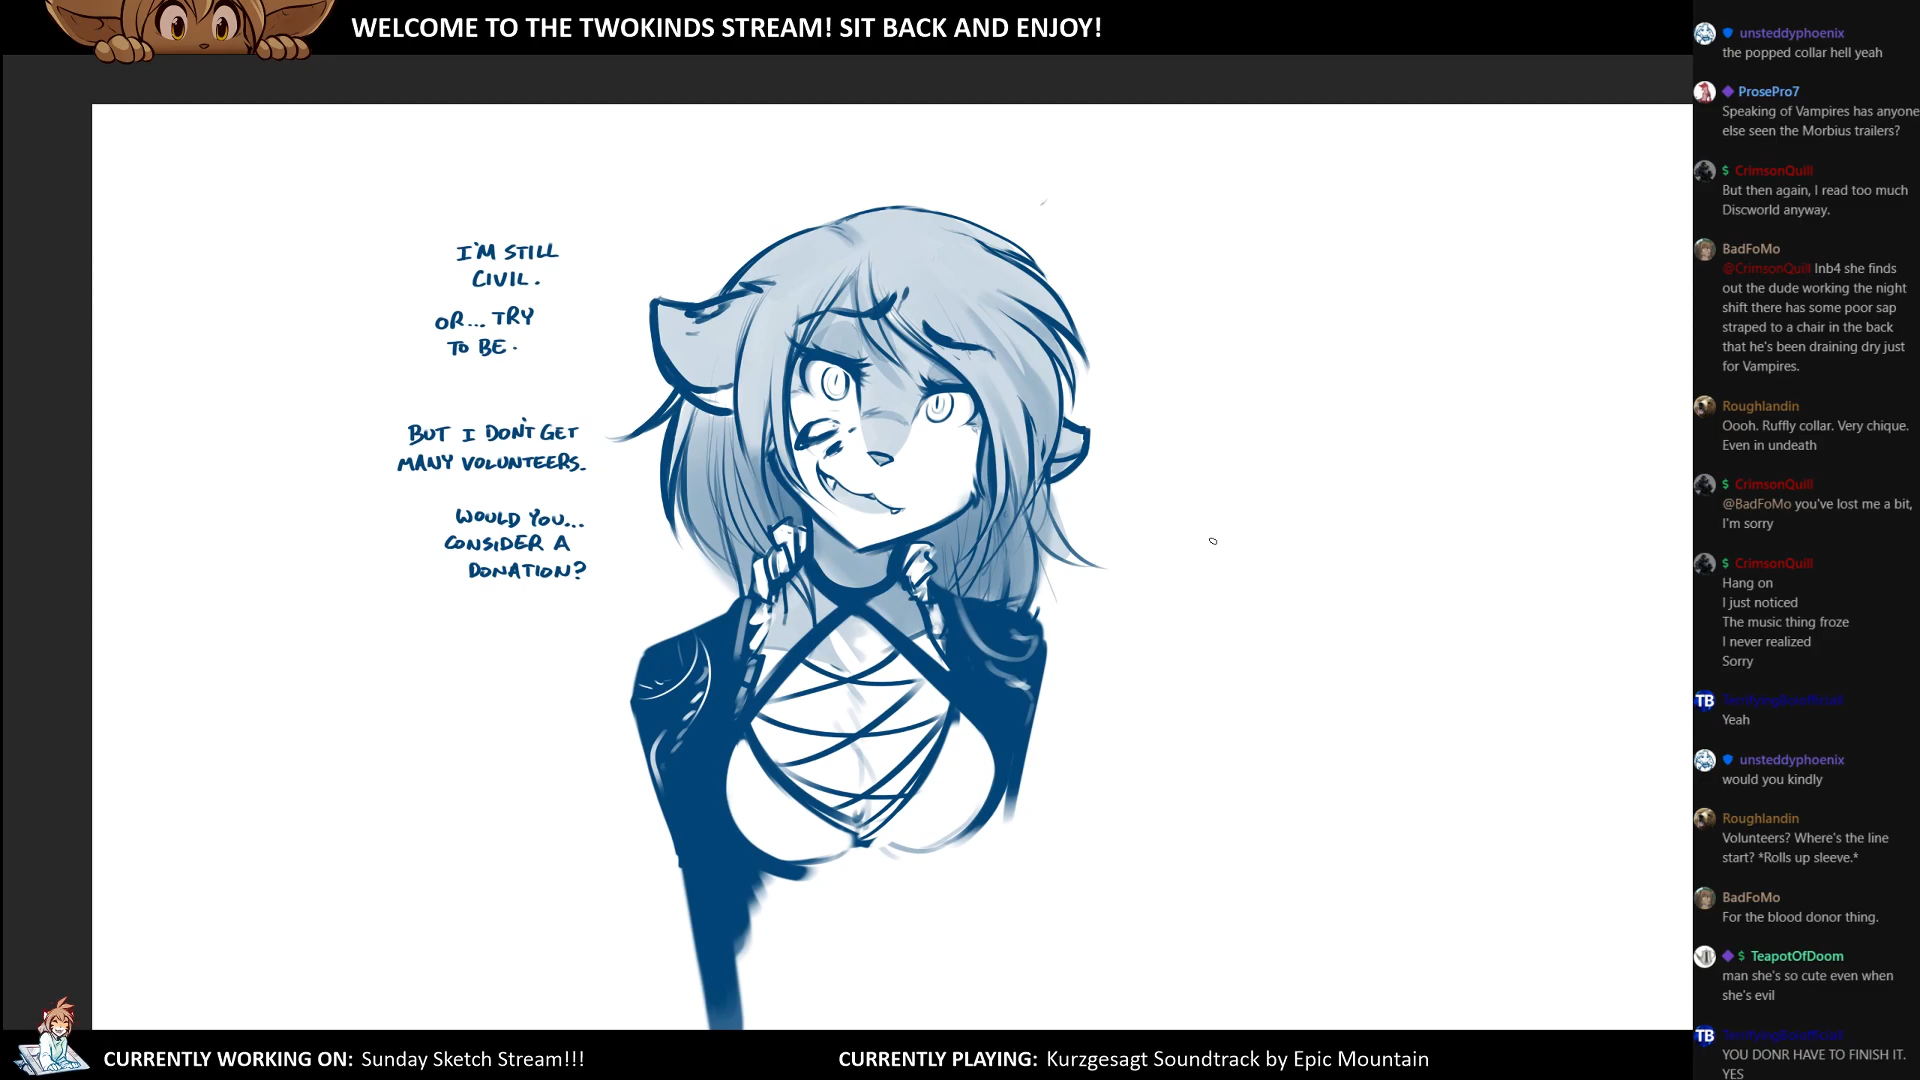 WELCOME TO THE TWOKINDS STREAM! SIT BACK AND ENJOY!
I'M STILL
CIVIL.
OR... TRY
TO BE.
BUT I DON'T GET
MANY VOLUNTEERS.
WOULD YOU...
CONSIDER A
DONATION?
unsteddyphoenix
the popped collar hell yeah
ProsePro7
Speaking of Vampires has anyone
else seen the Morbius trailers?
$ CrimsonQuill
But then again, I read too much
Discworld anyway.
BadFoMo
@CrimsonQuill Inb4 she finds
out the dude working the night
shift there has some poor sap
straped to a chair in the back
that he's been draining dry just
for Vampires.
Roughlandin
Oooh. Ruffly collar. Very chique.
Even in undeath
$ CrimsonQuill
@BadFoMo you've lost me a bit,
I'm sorry
$ CrimsonQuill
Hang on
I just noticed
The music thing froze
I never realized
Sorry
TB
Yeah
unsteddyphoenix
would you kindly
Roughlandin
Volunteers? Where's the line
start? *Rolls up sleeve.*
BadFoMo
For the blood donor thing.
$ TeapotOfDoom
man she's so cute even when
she's evil
TB
YOU DONR HAVE TO FINISH IT.
YES
CURRENTLY WORKING ON: Sunday Sketch Stream!!!
CURRENTLY PLAYING: Kurzgesagt Soundtrack by Epic Mountain